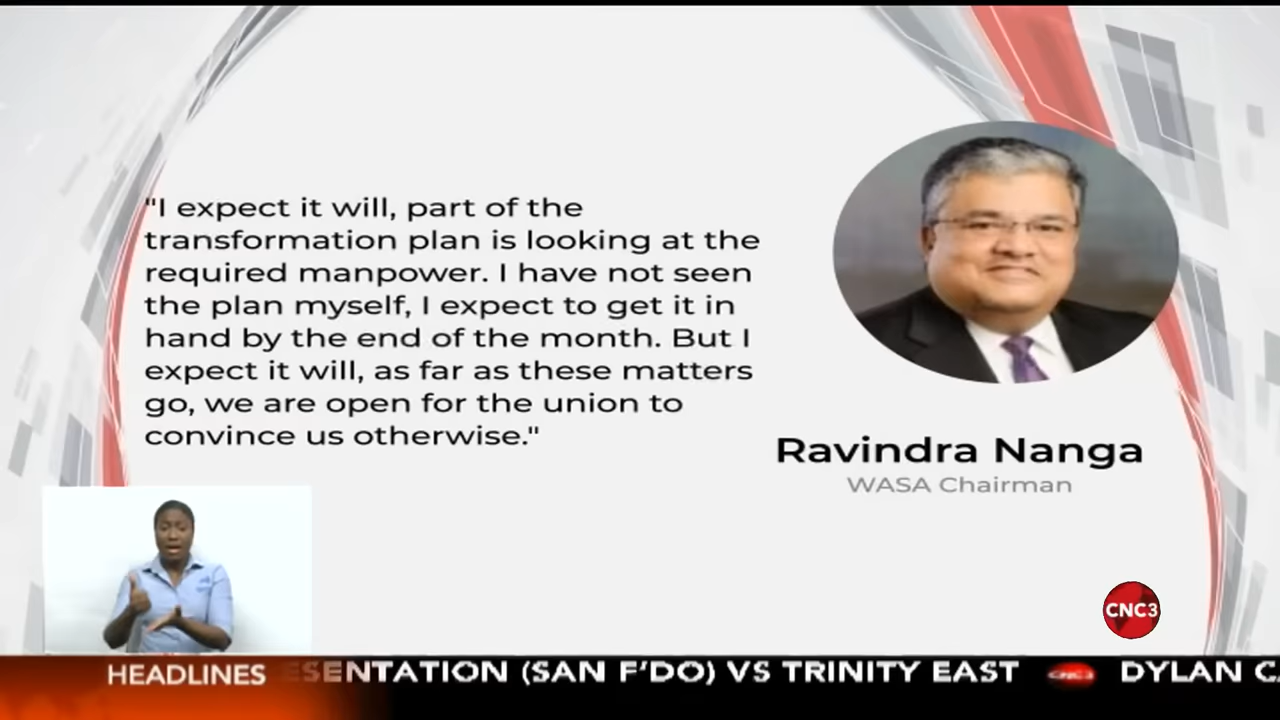 "I expect it will, part of the
transformation plan is looking at the
required manpower. I have not seen
the plan myself, I expect to get it in
hand by the end of the month. But I
expect it will, as far as these matters
go, we are open for the union to
convince us otherwise."
Ravindra Nanga
WASA Chairman
CNC3
HEADLINES ESENTATION (SAN F'DO) VS TRINITY EAST CNC3 DYLAN